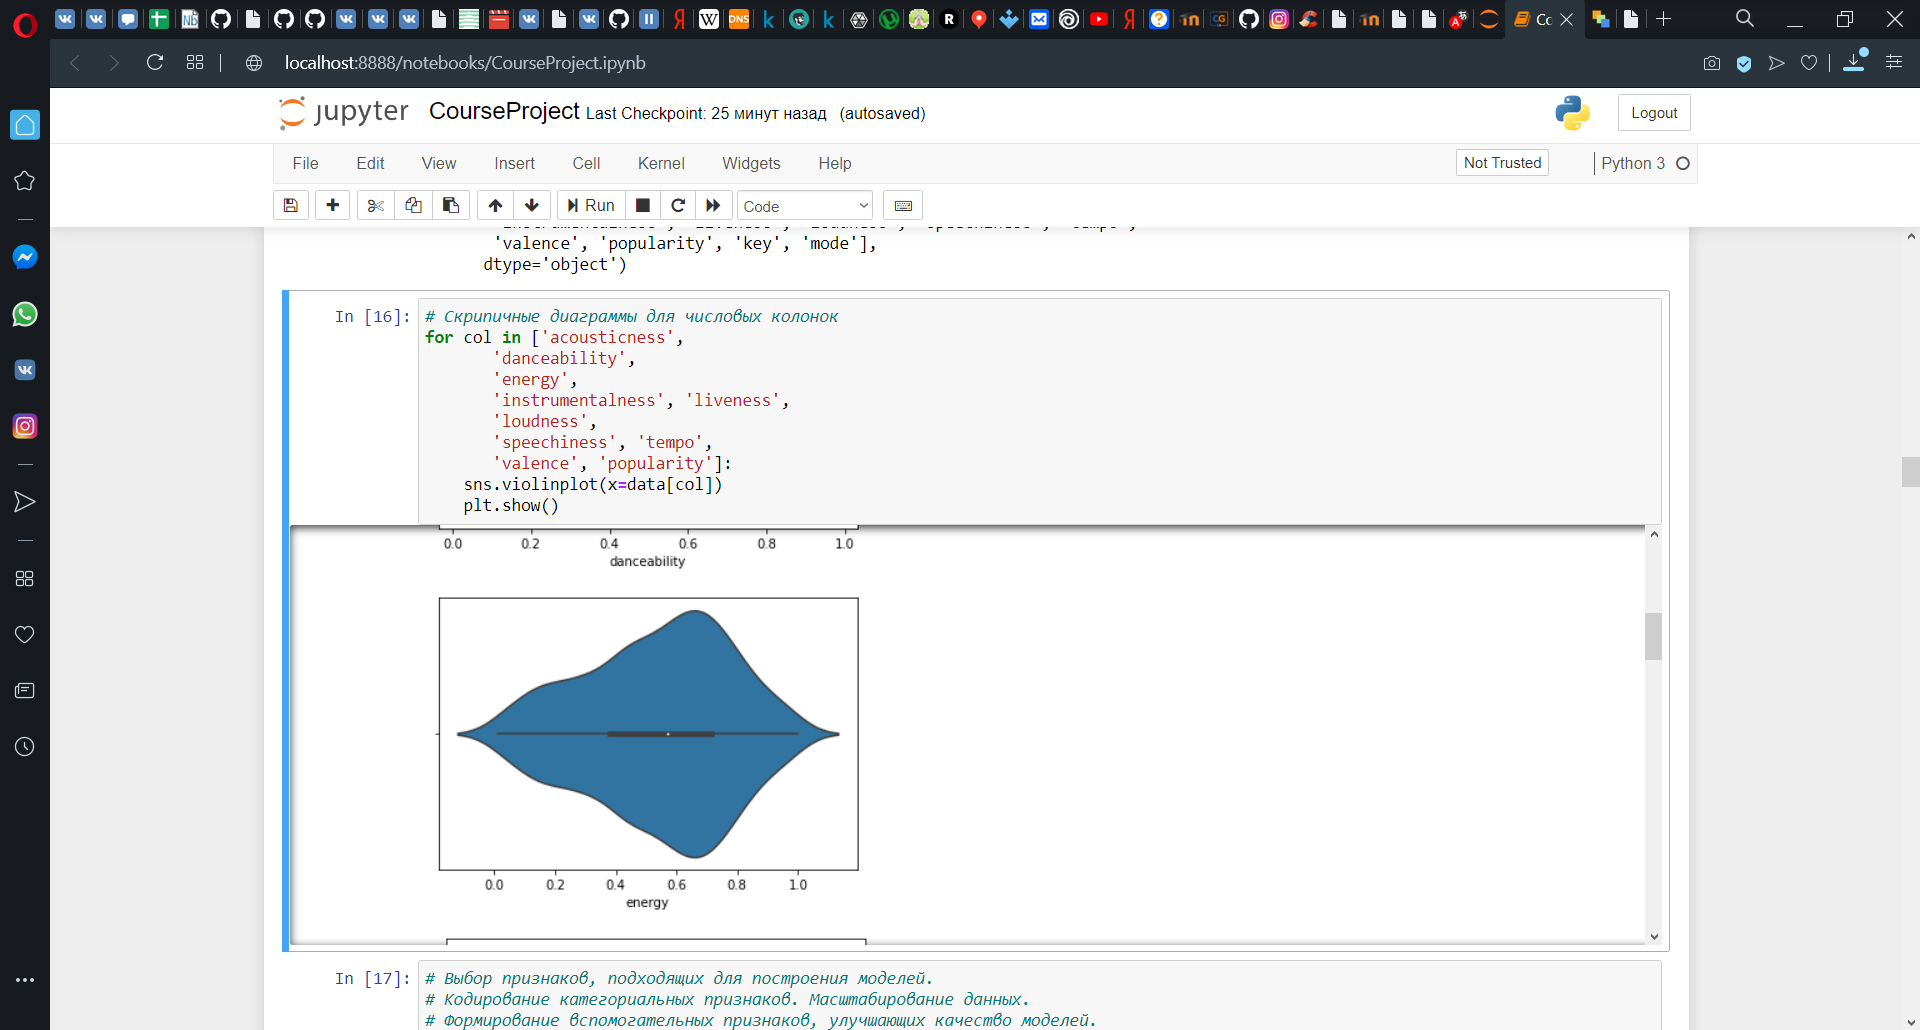 Co
localhost:8888/notebooks/CourseProject.ipynb
jupyter CourseProject Last Checkpoint: 25 минут назад (autosaved)
Logout
File Edit View Insert Cell Kernel Widgets Help
Not Trusted
Python 3
Run
Code
'valence', 'popularity', 'key', 'mode'],
dtype='object')
In [16]: # Скрипичные диаграммы для числовых колонок
for col in ['acousticness',
'danceability',
'energy',
'instrumentalness', 'liveness',
'loudness',
'speechiness', 'tempo',
'valence', 'popularity']:
sns.violinplot(x=data[col])
plt.show()
0.0 0.2 0.4 0.6 0.8 1.0
danceability
0.0 0.2 0.4 0.6 0.8 1.0
energy
In [17]: # Выбор признаков, подходящих для построения моделей.
# Кодирование категориальных признаков. Масштабирование данных.
# Формирование вспомогательных признаков, улучшающих качество моделей.